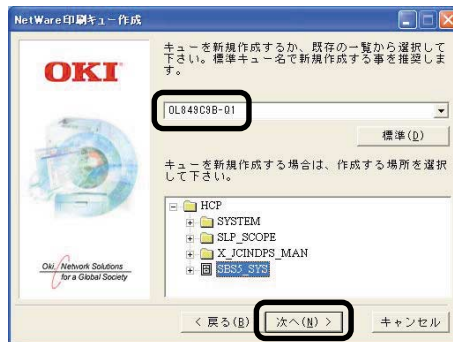 NetWare印刷キュー作成
キューを新規作成するか、既存の一覧から選択して
下さい。標準キュー名で新規作成する事を推奨しま
す。
OKI
OL849C9B-Q1
標準(D)
キューを新規作成する場合は、作成する場所を選択
して下さい。
HCP
SYSTEM
SLP_SCOPE
X_JCINDPS_MAN
SBS5_SYS
Oki, Network Solutions
for a Global Society
< 戻る(B)
次へ(N) >
キャンセル